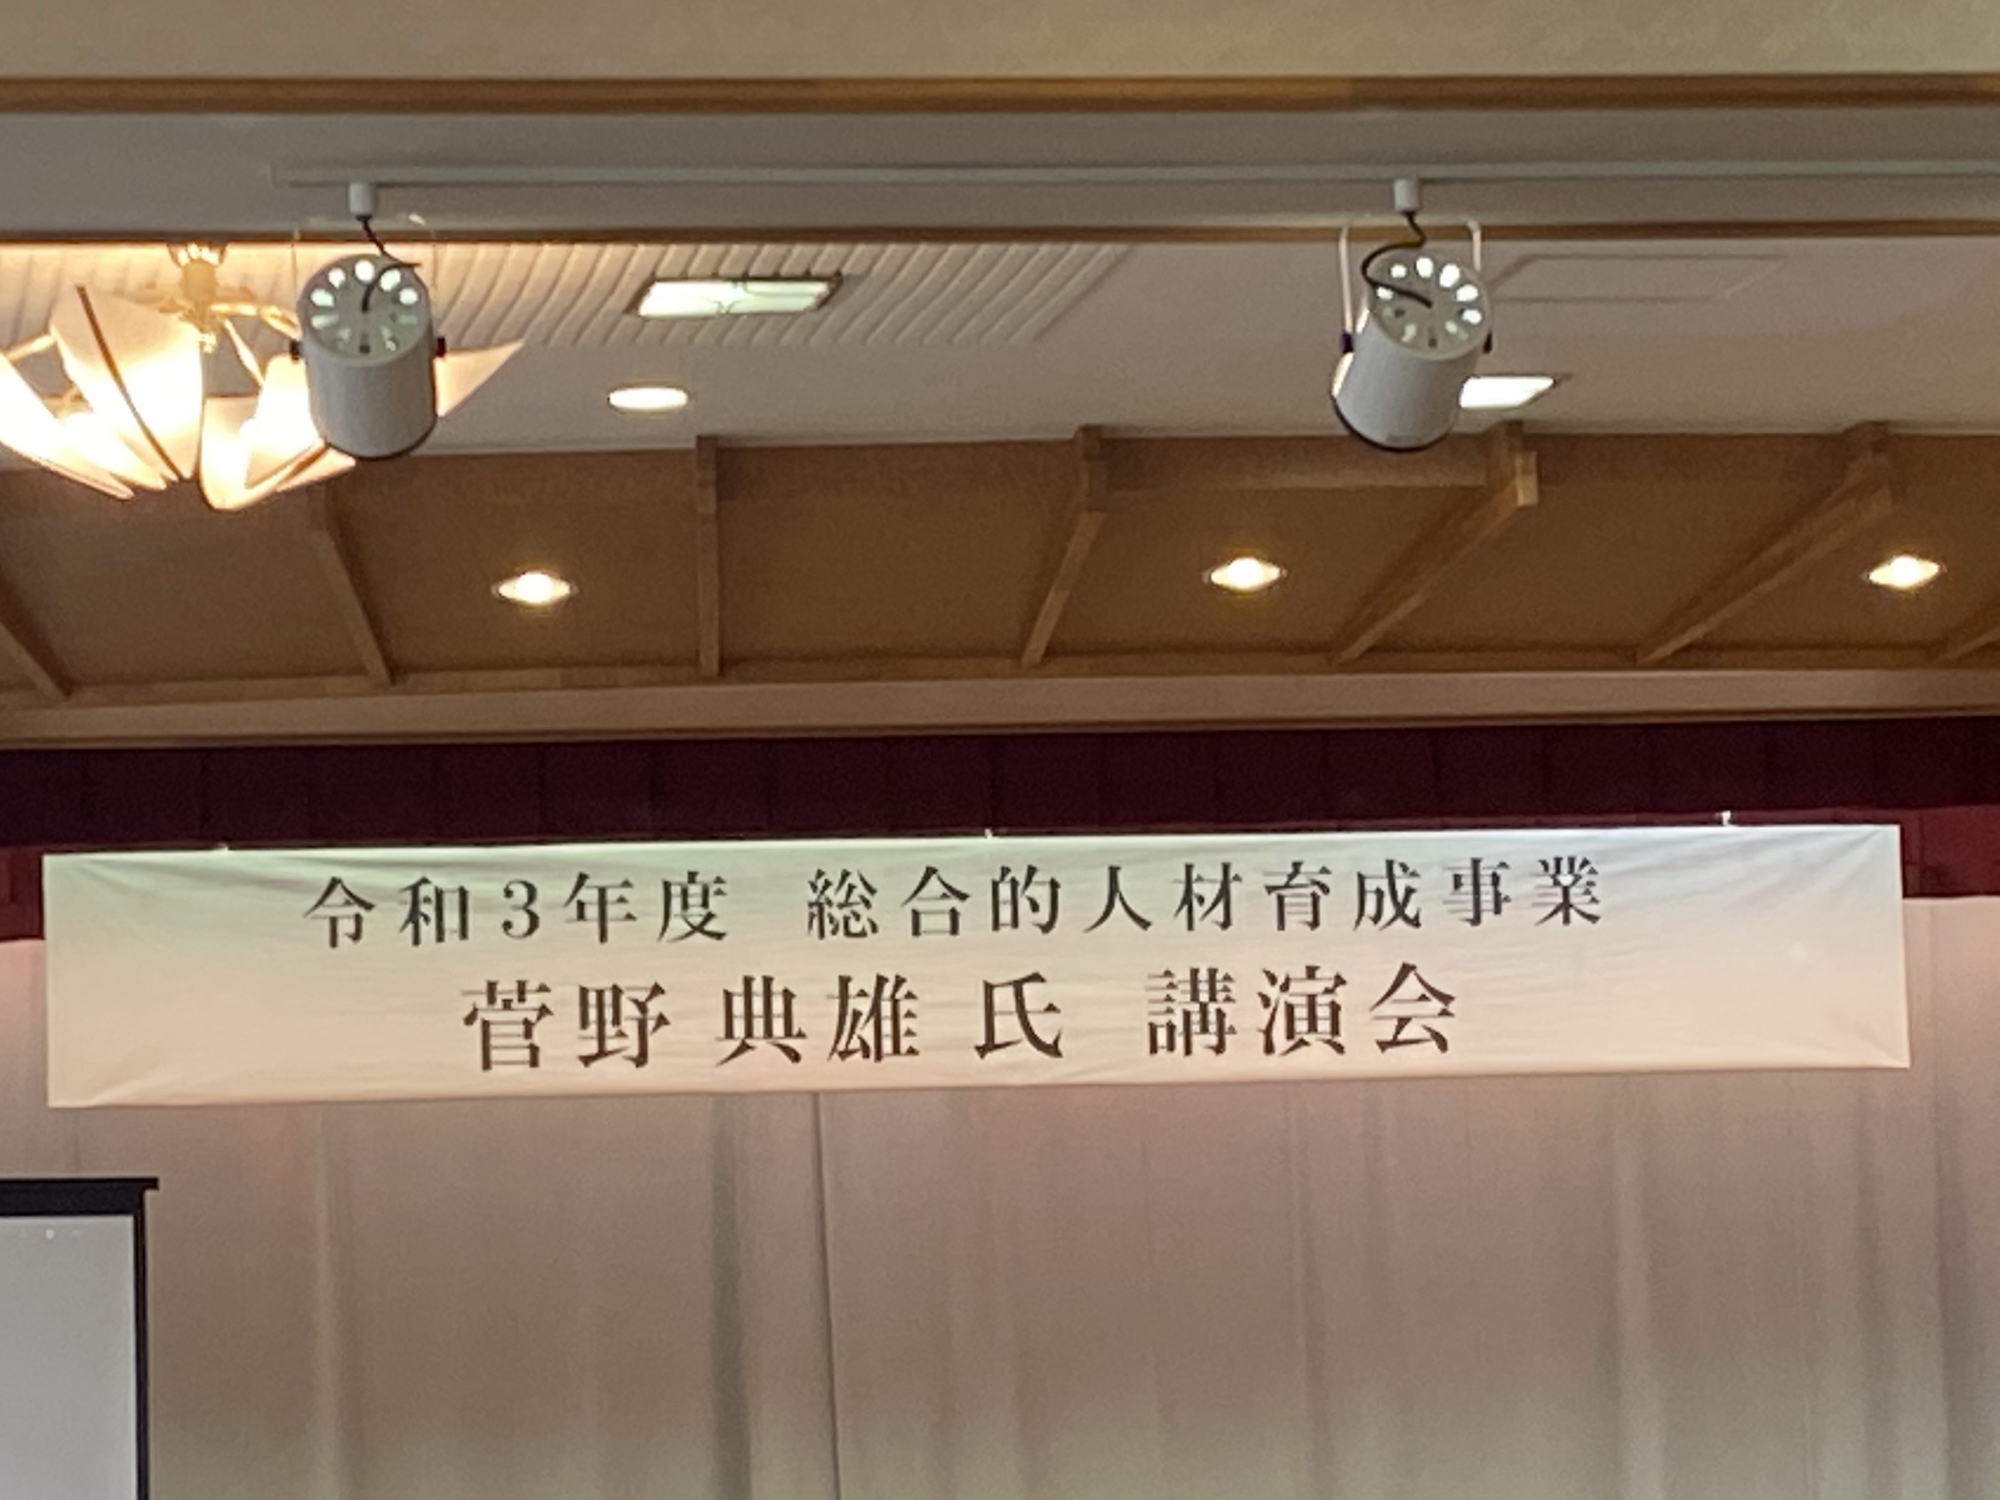 令和3年度 総合的人材育成事業
菅野 典雄 氏 講演会